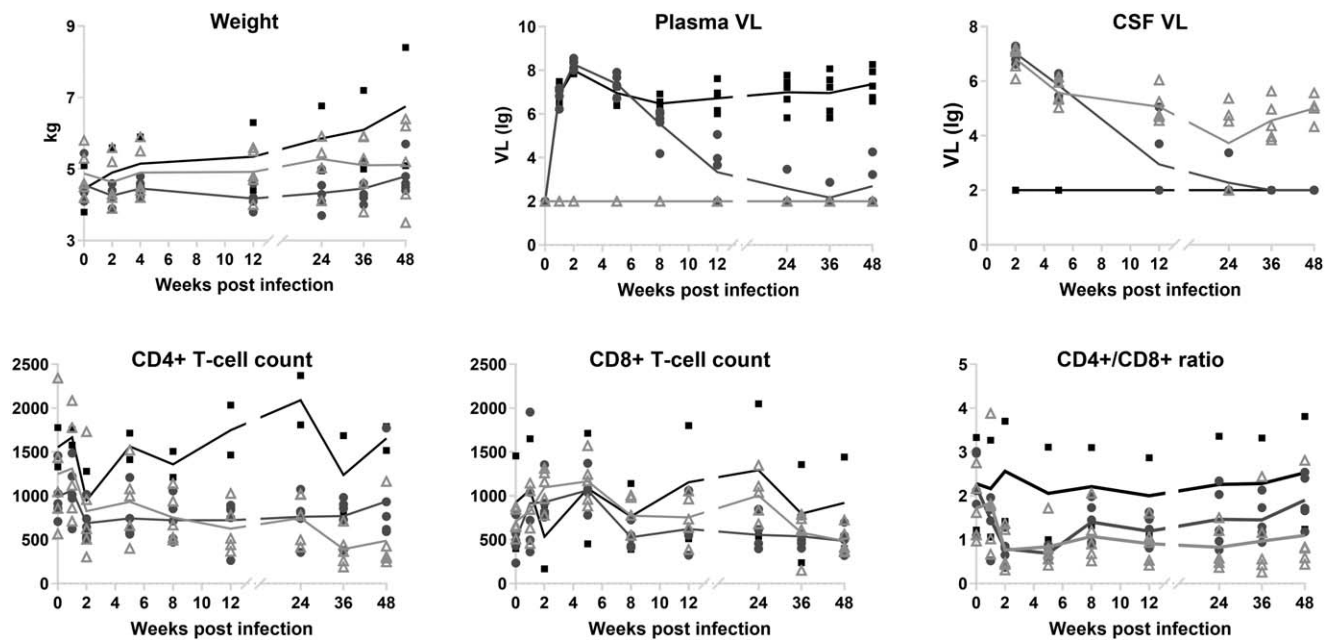 Weight
9
7
5
3
kg
0 2 4 6 8 10 12 24 36 48
Weeks post infection
Plasma VL
10
8
6
4
2
0
VL (lg)
0 2 4 6 8 10 12 24 36 48
Weeks post infection
CSF VL
8
6
4
2
0
VL (lg)
0 2 4 6 8 10 12 24 36 48
Weeks post infection
CD4+ T-cell count
2500
2000
1500
1000
500
0
0 2 4 6 8 10 12 24 36 48
Weeks post infection
CD8+ T-cell count
2500
2000
1500
1000
500
0
0 2 4 6 8 10 12 24 36 48
Weeks post infection
CD4+/CD8+ ratio
5
4
3
2
1
0
0 2 4 6 8 10 12 24 36 48
Weeks post infection